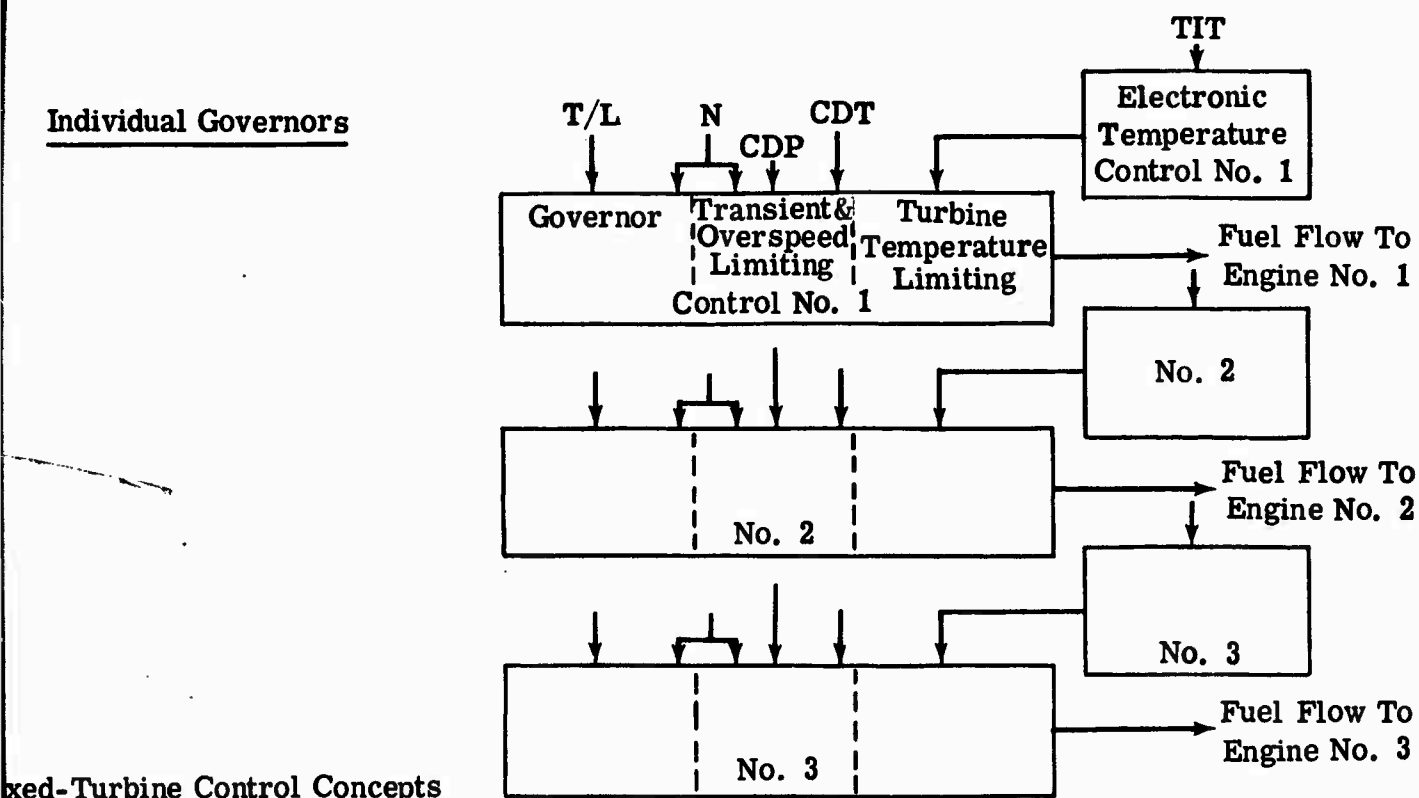 TIT
Individual Governors
T/L
N
CDP
CDT
Electronic
Temperature
Control No. 1
Governor
Transient&
Overspeed
Limiting
Turbine
Temperature
Limiting
Control No. 1
Fuel Flow To
Engine No. 1
No. 2
No. 2
Fuel Flow To
Engine No. 2
No. 3
No. 3
Fuel Flow To
Engine No. 3
xed-Turbine Control Concepts